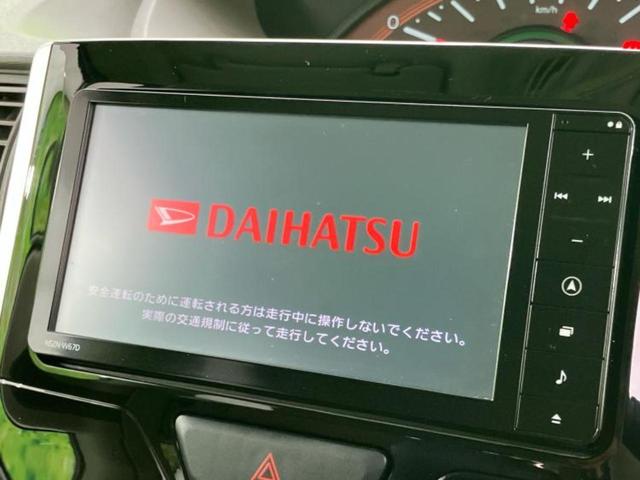 0
km/h
DAIHATSU
安全運転のために運転される方は走行中に操作しないでください。
実際の交通規制に従って走行してください。
NSZN-W67D